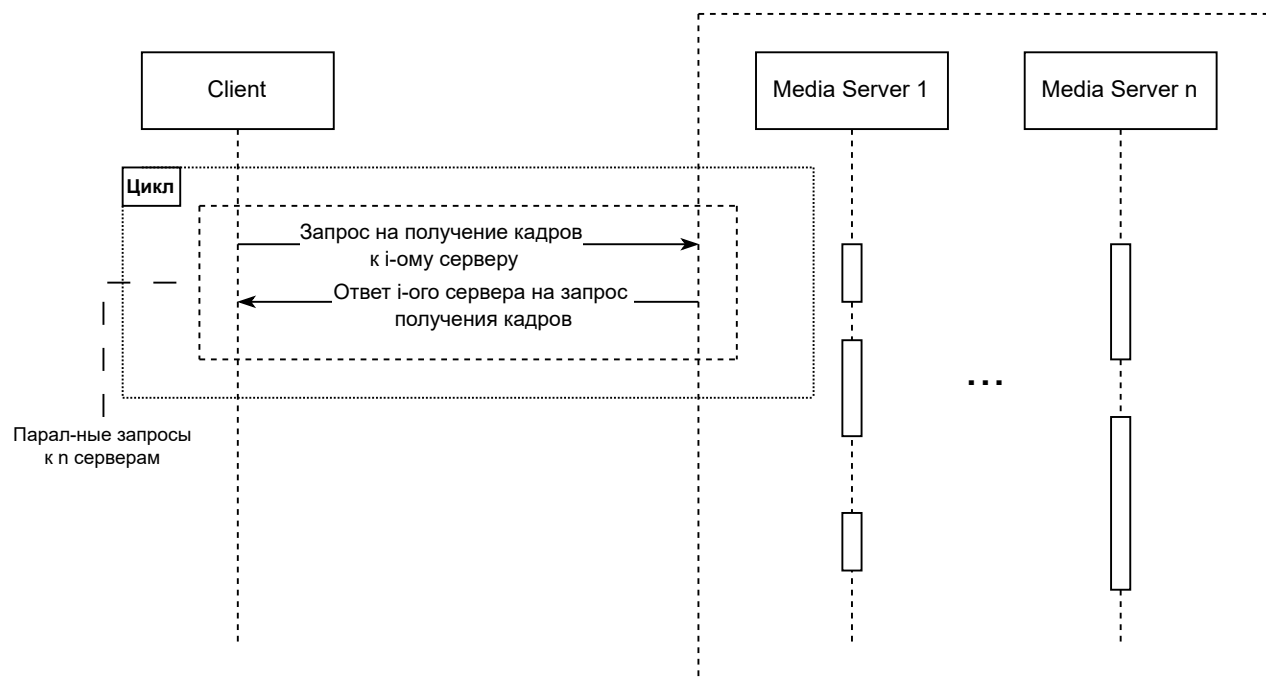 Client
Media Server 1
Media Server n
Цикл
Запрос на получение кадров
к i-ому серверу
Ответ i-ого сервера на запрос
получения кадров
...
Парал-ные запросы
к n серверам